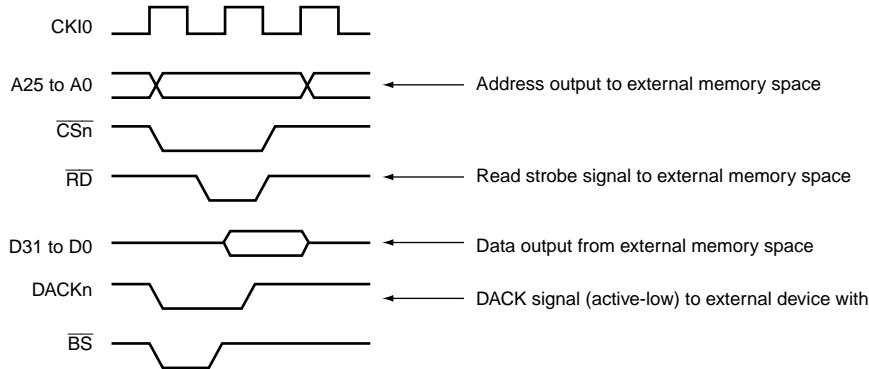 CKI0
A25 to A0 Address output to external memory space
CSn
RD Read strobe signal to external memory space
D31 to D0 Data output from external memory space
DACKn DACK signal (active-low) to external device with
BS